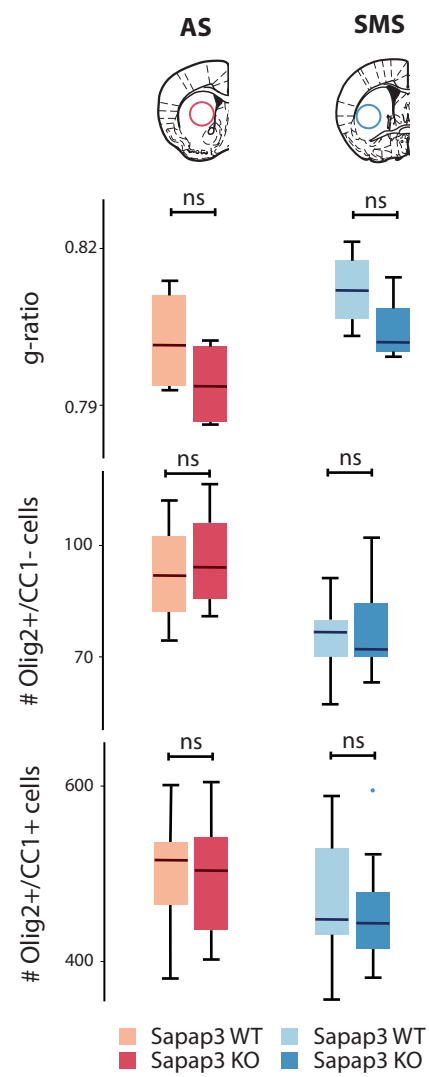 AS SMS
ns ns
0.82
g-ratio
0.79
ns ns
100
# Olig2+/CC1- cells
70
ns ns
600
# Olig2+/CC1+ cells
400
Sapap3 WT Sapap3 WT
Sapap3 KO Sapap3 KO